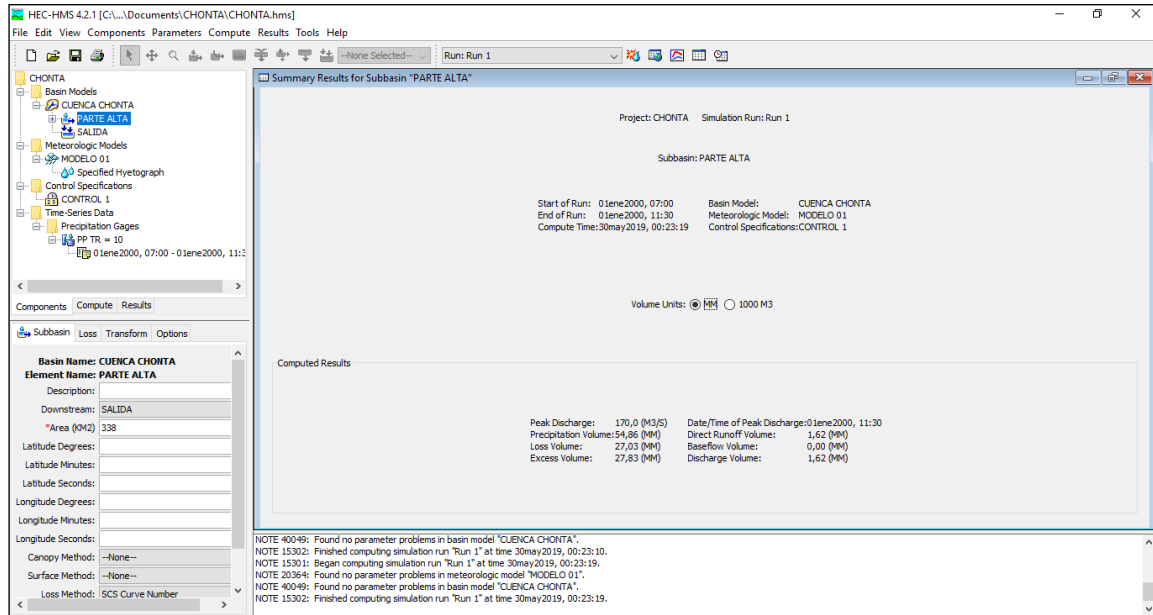 HEC-HMS 4.2.1 [C:\...\Documents\CHONTA\CHONTA.hms]
File Edit View Components Parameters Compute Results Tools Help
--None Selected-- Run: Run 1
CHONTA
Basin Models
CUENCA CHONTA
PARTE ALTA
SALIDA
Meteorologic Models
MODELO 01
Specified Hyetograph
Control Specifications
CONTROL 1
Time-Series Data
Precipitation Gages
PP TR = 10
01ene2000, 07:00 - 01ene2000, 11:3
Components Compute Results
Subbasin Loss Transform Options
Basin Name: CUENCA CHONTA
Element Name: PARTE ALTA
Description:
Downstream: SALIDA
*Area (KM2) 338
Latitude Degrees:
Latitude Minutes:
Latitude Seconds:
Longitude Degrees:
Longitude Minutes:
Longitude Seconds:
Canopy Method: --None--
Surface Method: --None--
Loss Method: SCS Curve Number
Summary Results for Subbasin "PARTE ALTA"
Project: CHONTA Simulation Run: Run 1
Subbasin: PARTE ALTA
Start of Run: 01ene2000, 07:00 Basin Model: CUENCA CHONTA
End of Run: 01ene2000, 11:30 Meteorologic Model: MODELO 01
Compute Time:30may2019, 00:23:19 Control Specifications:CONTROL 1
Volume Units: MM 1000 M3
Computed Results
Peak Discharge: 170,0 (M3/S) Date/Time of Peak Discharge:01ene2000, 11:30
Precipitation Volume:54,86 (MM) Direct Runoff Volume: 1,62 (MM)
Loss Volume: 27,03 (MM) Baseflow Volume: 0,00 (MM)
Excess Volume: 27,83 (MM) Discharge Volume: 1,62 (MM)
NOTE 40049: Found no parameter problems in basin model "CUENCA CHONTA".
NOTE 15302: Finished computing simulation run "Run 1" at time 30may2019, 00:23:10.
NOTE 15301: Began computing simulation run "Run 1" at time 30may2019, 00:23:19.
NOTE 20364: Found no parameter problems in meteorologic model "MODELO 01".
NOTE 40049: Found no parameter problems in basin model "CUENCA CHONTA".
NOTE 15302: Finished computing simulation run "Run 1" at time 30may2019, 00:23:19.